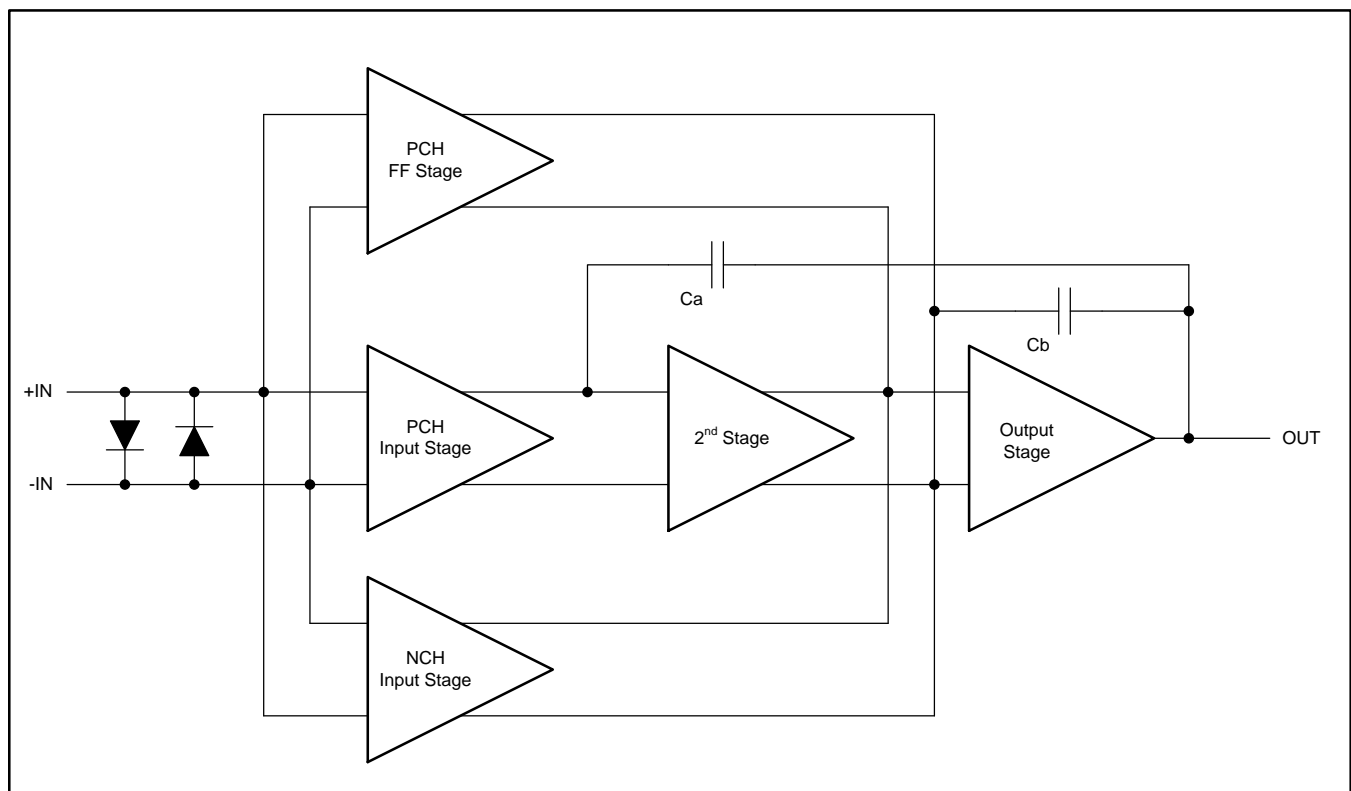 PCH
FF Stage
Ca
Cb
+IN
-IN
PCH
Input Stage
2nd Stage
Output
Stage
OUT
NCH
Input Stage